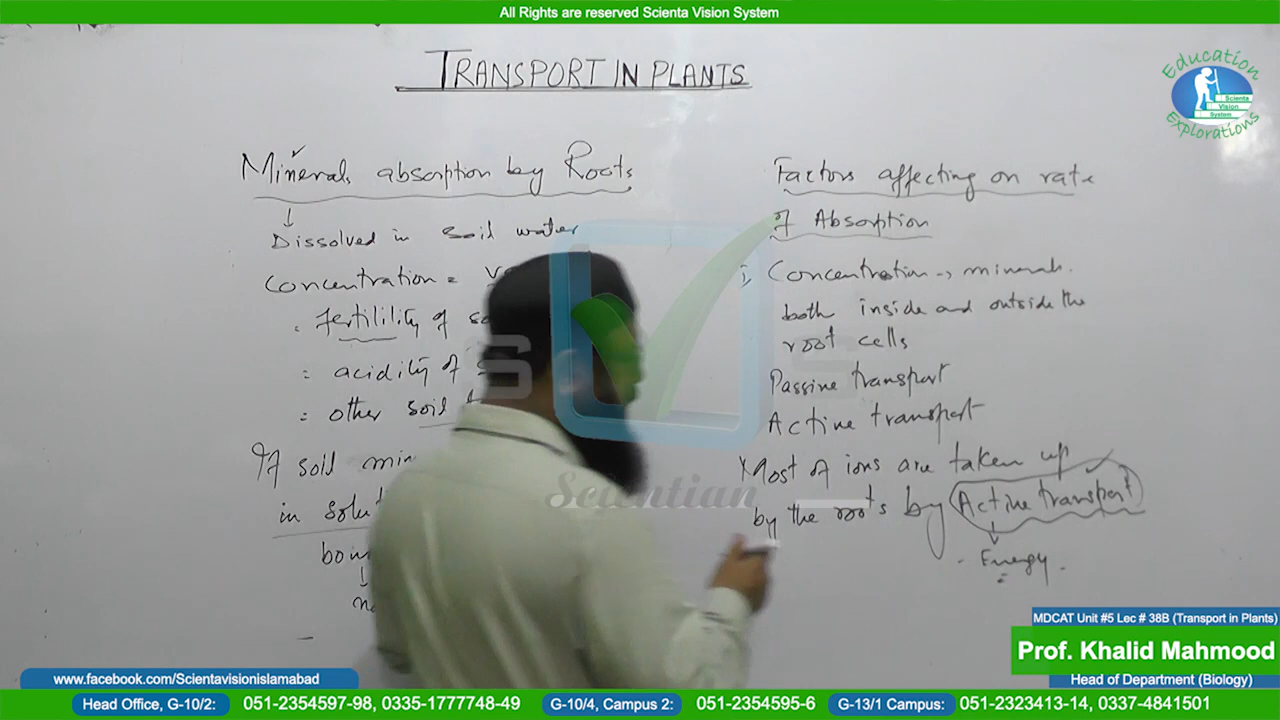 All Rights are reserved Scienta Vision System
TRANSPORT IN PLANTS
Education
Scienta
Vision
System
Explorations
Minerals absorption by Roots
↓
Dissolved in soil water
Concentration =
fertility of
= acidity of
= other soil
If soil
in
Factors affecting on rate
of Absorption
i, Concentration → minerals.
both inside and outside the
root cells
Passive transport
Active transport
Most of ions are taken up
by the roots by Active transport
↓
Energy.
S S
Scientian
MDCAT Unit #5 Lec # 38B (Transport in Plants)
Prof. Khalid Mahmood
Head of Department (Biology)
www.facebook.com/Scientavisionislamabad
Head Office, G-10/2: 051-2354597-98, 0335-1777748-49 G-10/4, Campus 2: 051-2354595-6 G-13/1 Campus: 051-2323413-14, 0337-4841501